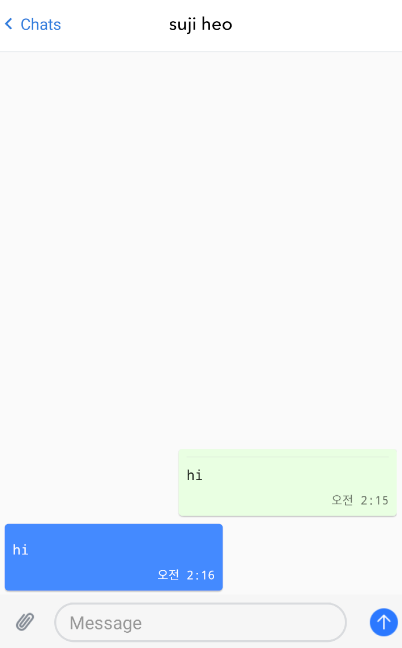 Chats
suji heo
hi
오전 2:15
hi
오전 2:16
Message